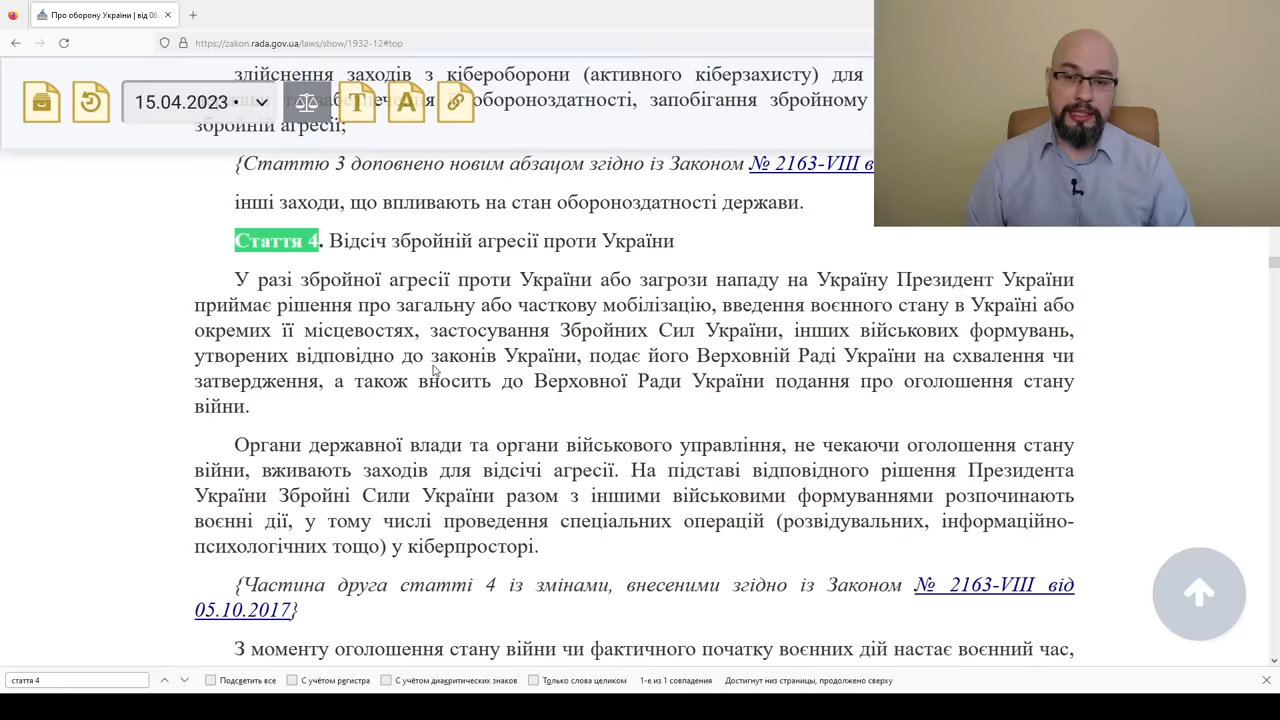 Про оборону України | від 06.
https://zakon.rada.gov.ua/laws/show/1932-12#top
здійснення заходів з кібероборони (активного кіберзахисту) для
15.04.2023 •
обороноздатності, запобігання збройному
збройній агресії;
{Статтю 3 доповнено новим абзацом згідно із Законом № 2163-VIII в
інші заходи, що впливають на стан обороноздатності держави.
Стаття 4. Відсіч збройній агресії проти України
У разі збройної агресії проти України або загрози нападу на Україну Президент України
приймає рішення про загальну або часткову мобілізацію, введення воєнного стану в Україні або
окремих її місцевостях, застосування Збройних Сил України, інших військових формувань,
утворених відповідно до законів України, подає його Верховній Раді України на схвалення чи
затвердження, а також вносить до Верховної Ради України подання про оголошення стану
війни.
Органи державної влади та органи військового управління, не чекаючи оголошення стану
війни, вживають заходів для відсічі агресії. На підставі відповідного рішення Президента
України Збройні Сили України разом з іншими військовими формуваннями розпочинають
воєнні дії, у тому числі проведення спеціальних операцій (розвідувальних, інформаційно-
психологічних тощо) у кіберпросторі.
{Частина друга статті 4 із змінами, внесеними згідно із Законом № 2163-VIII від
05.10.2017}
З моменту оголошення стану війни чи фактичного початку воєнних дій настає воєнний час,
стаття 4 Подсветить все С учётом регистра С учётом диакритических знаков Только слова целиком 1-е из 1 совпадения Достигнут низ страницы, продолжено сверху